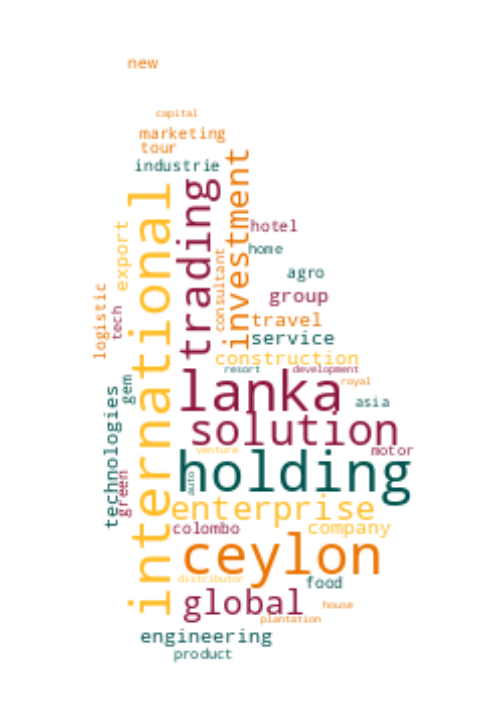 new
capital
marketing
tour
industrie
international
trading
investment
export
consultant
hotel
home
agro
logistic
tech
group
travel
service
construction
resort
development
royal
lanka
gem
asia
technologies
solution
motor
venture
holding
green
auto
enterprise
colombo
company
ceylon
distributor
food
global
house
plantation
engineering
product